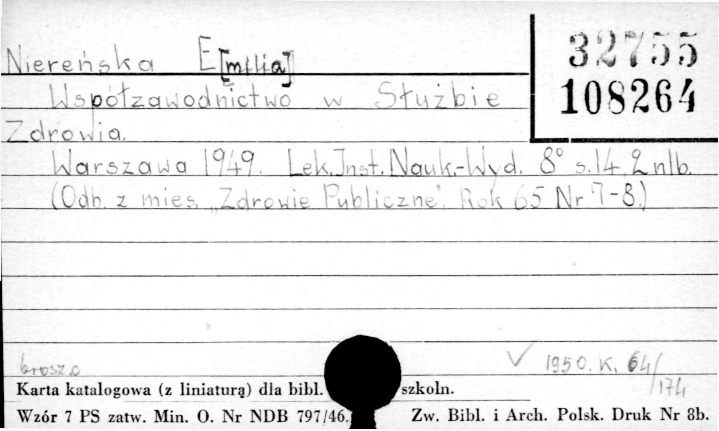 32755
108264
Niereńska E[milia]
Współzawodnictwo w Służbie
Zdrowia.
Warszawa 1949. Lek. Inst. Nauk.-Wyd. 8° s. 14, 2 nlb.
(Odb. z mies. „Zdrowie Publiczne". Rok 65 Nr 7-8.)
brosz.
1950. K. 64/174
Karta katalogowa (z liniaturą) dla bibl. szkoln.
Wzór 7 PS zatw. Min. O. Nr NDB 797/46. Zw. Bibl. i Arch. Polsk. Druk Nr 8b.